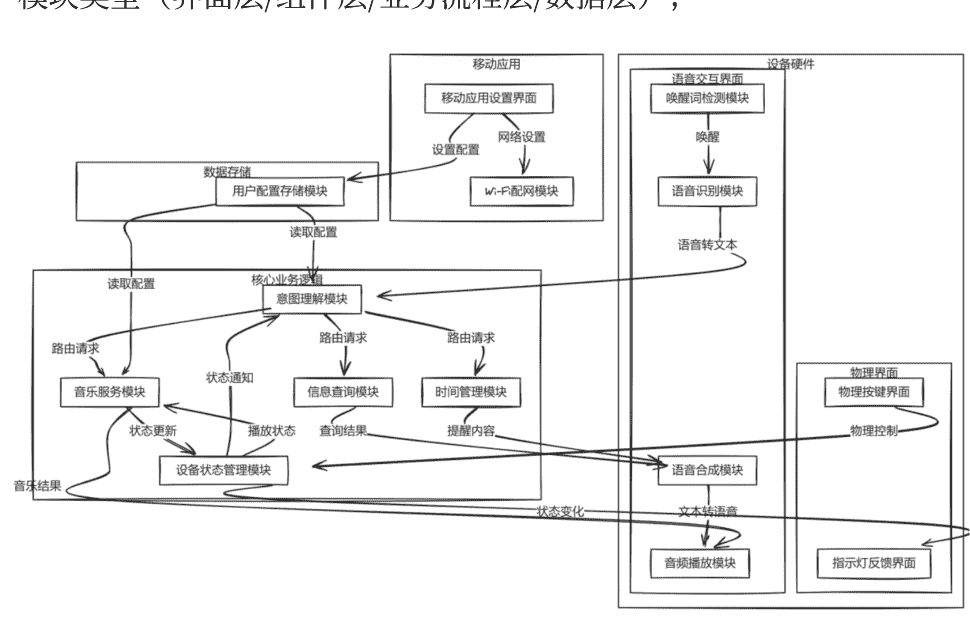 模块类型（界面层/组件层/业务流程层/数据层），
移动应用
设备硬件
语音交互界面
移动应用设置界面
唤醒词检测模块
网络设置
唤醒
设置配置
数据存储
用户配置存储模块
Wi-Fi配网模块
语音识别模块
读取配置
语音转文本
核心业务逻辑
读取配置
意图理解模块
路由请求
路由请求
路由请求
物理界面
状态通知
音乐服务模块
信息查询模块
时间管理模块
物理按键界面
状态更新
播放状态
查询结果
提醒内容
物理控制
设备状态管理模块
语音合成模块
音乐结果
状态变化
文本转语音
音频播放模块
指示灯反馈界面